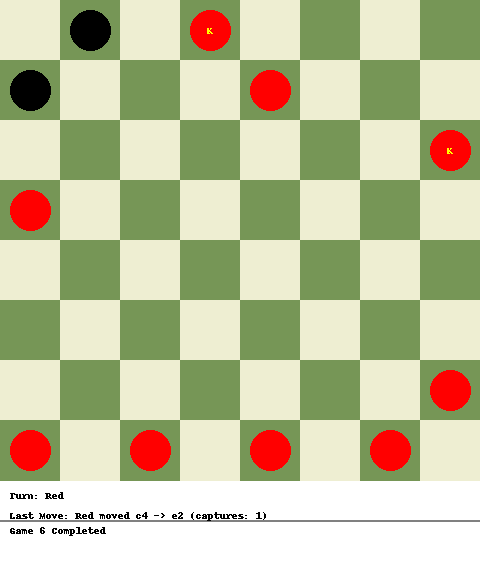 K
K
Turn: Red
Last Move: Red moved c4 -> e2 (captures: 1)
Game 6 Completed